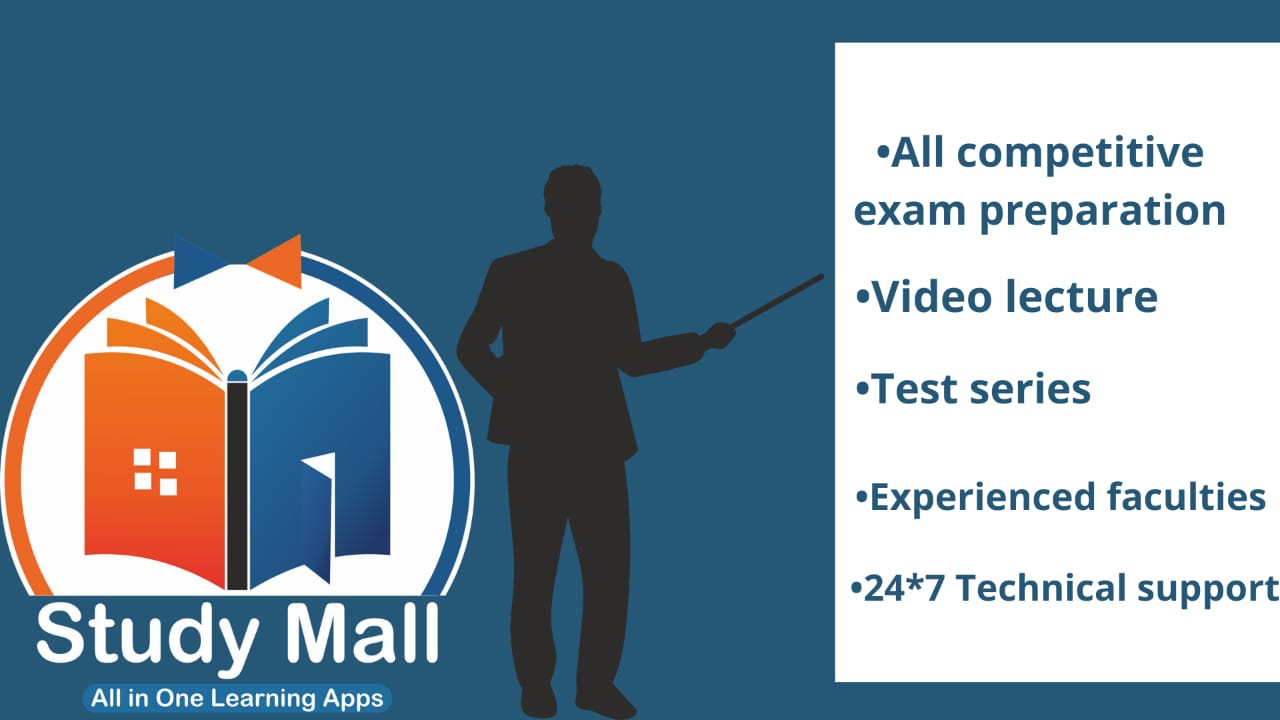 •All competitive
exam preparation
•Video lecture
•Test series
•Experienced faculties
•24*7 Technical support
Study Mall
All in One Learning Apps